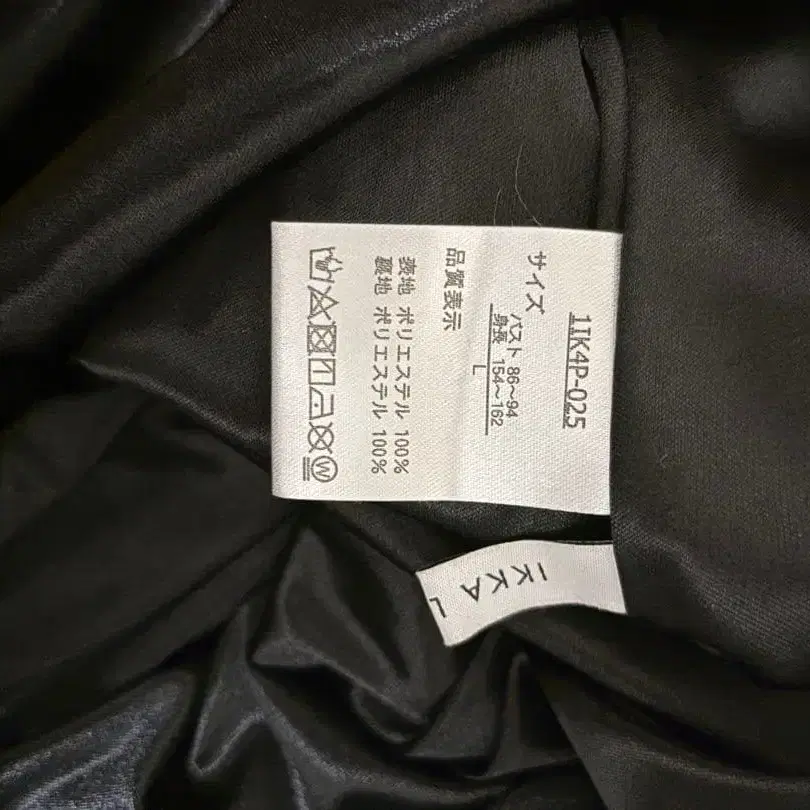 1IK4P-025
サイズ
バスト 86～94
身長 154～162
L
品質表示
表地 ポリエステル 100%
裏地 ポリエステル 100%
W
IKKA L